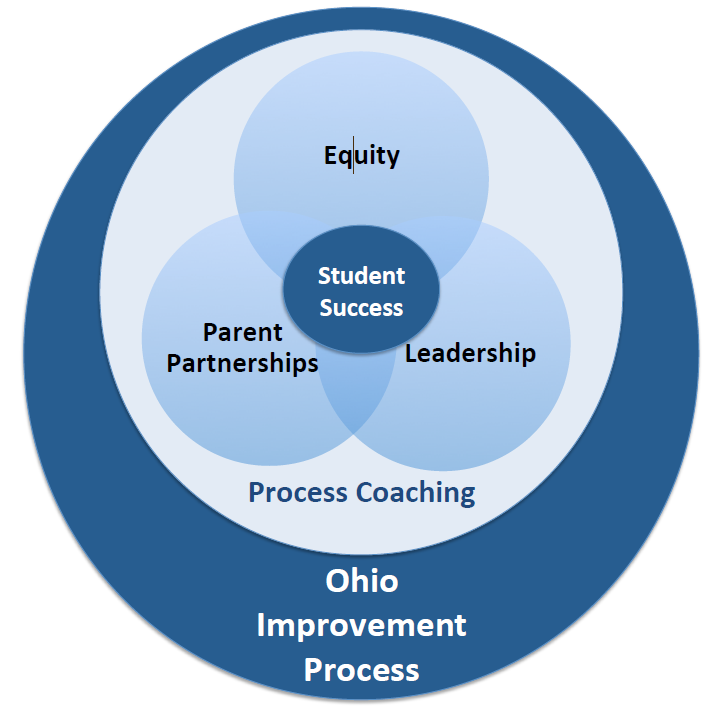 Equity
Student
Success
Parent
Partnerships
Leadership
Process Coaching
Ohio
Improvement
Process